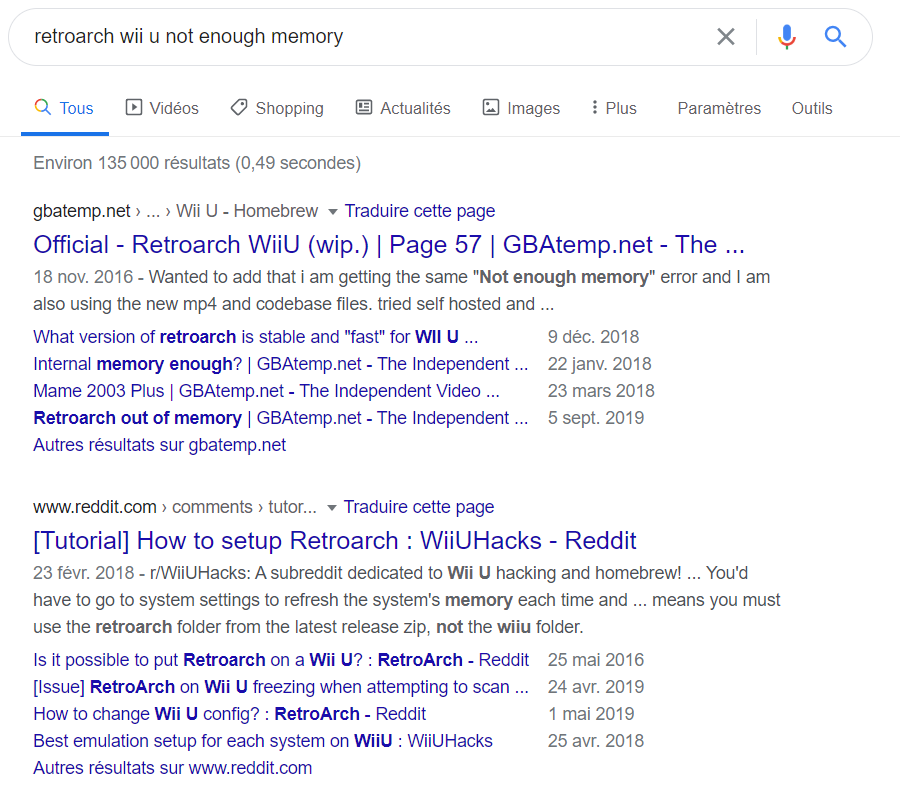 retroarch wii u not enough memory
Tous Vidéos Shopping Actualités Images Plus Paramètres Outils
Environ 135 000 résultats (0,49 secondes)
gbatemp.net › ... › Wii U - Homebrew Traduire cette page
Official - Retroarch WiiU (wip.) | Page 57 | GBAtemp.net - The ...
18 nov. 2016 - Wanted to add that i am getting the same "Not enough memory" error and I am
also using the new mp4 and codebase files. tried self hosted and ...
What version of retroarch is stable and "fast" for WII U ... 9 déc. 2018
Internal memory enough? | GBATemp.net - The Independent ... 22 janv. 2018
Mame 2003 Plus | GBATemp.net - The Independent Video ... 23 mars 2018
Retroarch out of memory | GBATemp.net - The Independent ... 5 sept. 2019
Autres résultats sur gbatemp.net
www.reddit.com › comments › tutor... Traduire cette page
[Tutorial] How to setup Retroarch : WiiUHacks - Reddit
23 févr. 2018 - r/WiiUHacks: A subreddit dedicated to Wii U hacking and homebrew! ... You'd
have to go to system settings to refresh the system's memory each time and ... means you must
use the retroarch folder from the latest release zip, not the wiiu folder.
Is it possible to put Retroarch on a Wii U? : RetroArch - Reddit 25 mai 2016
[Issue] RetroArch on Wii U freezing when attempting to scan ... 24 avr. 2019
How to change Wii U config? : RetroArch - Reddit 1 mai 2019
Best emulation setup for each system on WiiU : WiiUHacks 25 avr. 2018
Autres résultats sur www.reddit.com